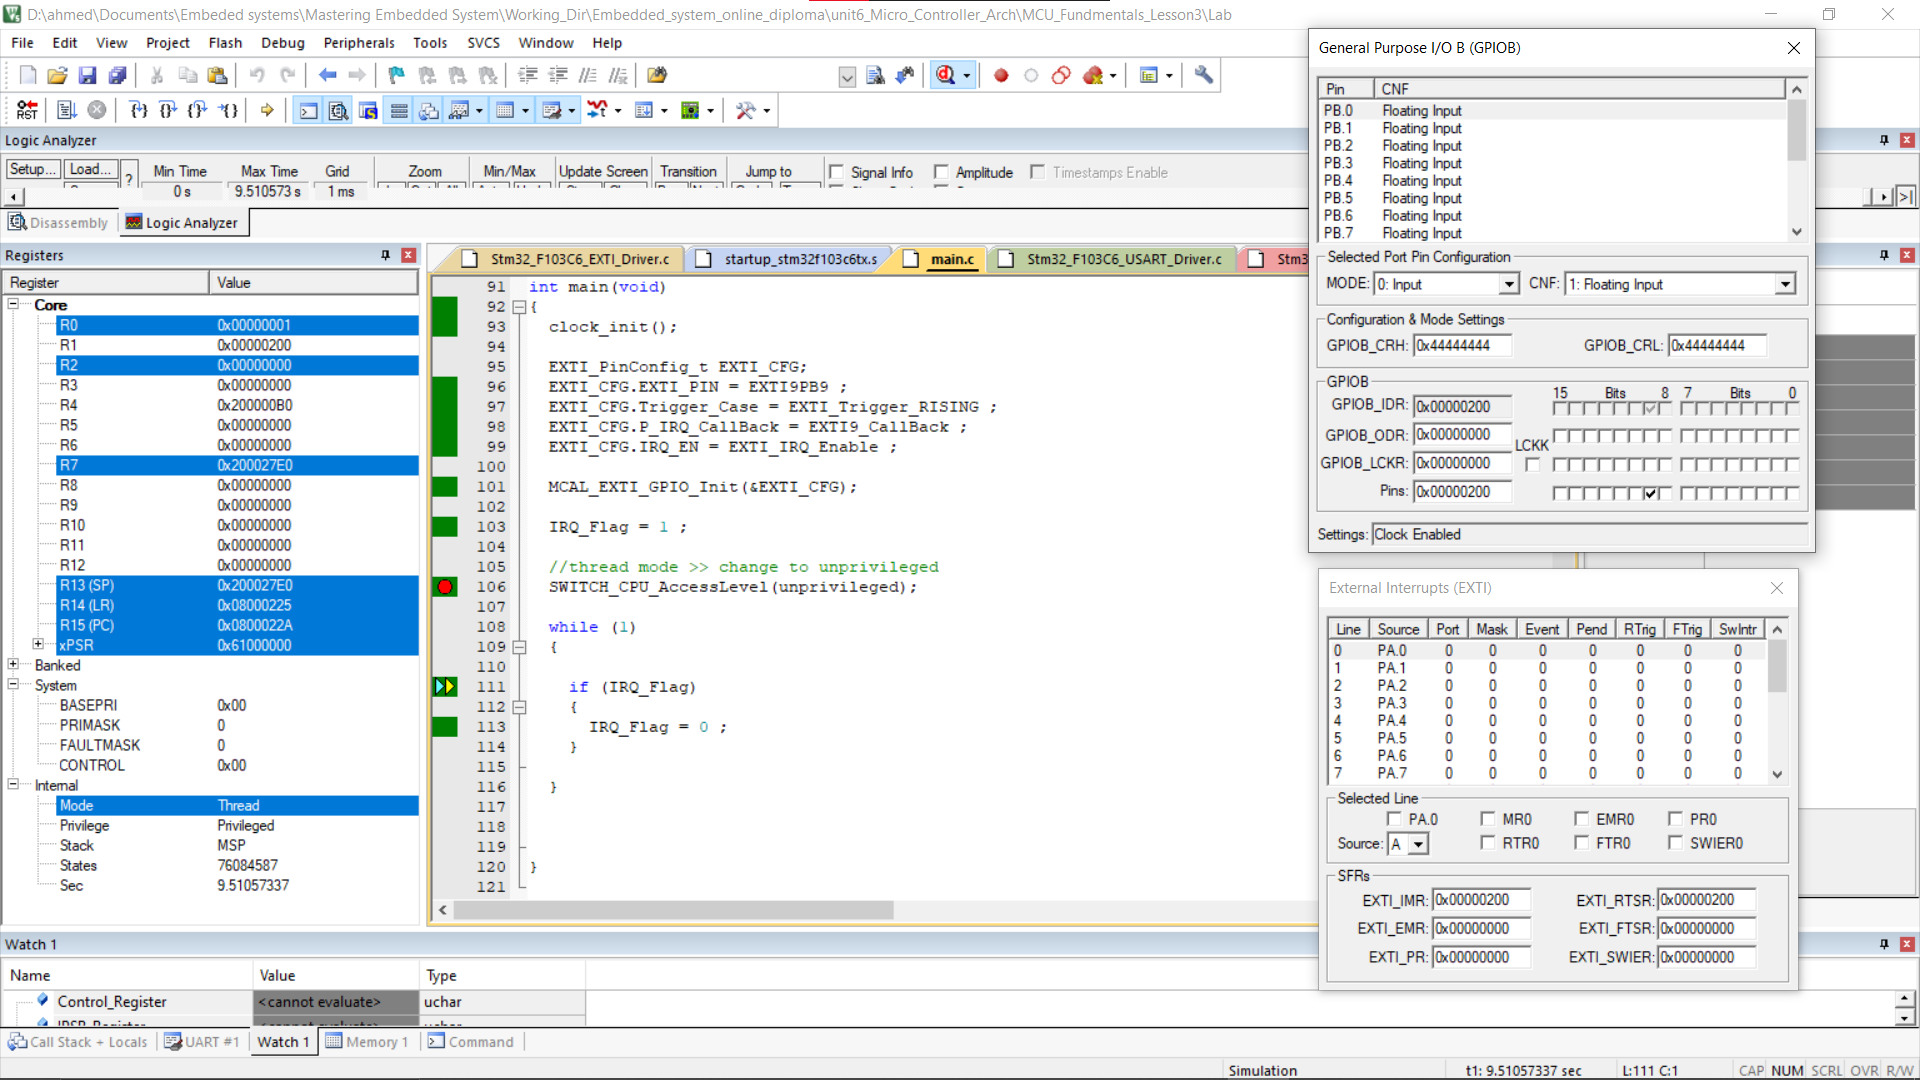 D:\ahmed\Documents\Embeded systems\Mastering Embedded System\Working_Dir\Embedded_system_online_diploma\unit6_Micro_Controller_Arch\MCU_Fundmentals_Lesson3\Lab
File Edit View Project Flash Debug Peripherals Tools SVCS Window Help
Logic Analyzer
Setup... Load... ? Min Time Max Time Grid Zoom Min/Max Update Screen Transition Jump to Signal Info Amplitude Timestamps Enable
0 s 9.510573 s 1 ms
Disassembly Logic Analyzer
Registers
Register Value
Core
R0 0x00000001
R1 0x00000200
R2 0x00000000
R3 0x00000000
R4 0x200000B0
R5 0x00000000
R6 0x00000000
R7 0x200027E0
R8 0x00000000
R9 0x00000000
R10 0x00000000
R11 0x00000000
R12 0x00000000
R13 (SP) 0x200027E0
R14 (LR) 0x08000225
R15 (PC) 0x0800022A
xPSR 0x61000000
Banked
System
BASEPRI 0x00
PRIMASK 0
FAULTMASK 0
CONTROL 0x00
Internal
Mode Thread
Privilege Privileged
Stack MSP
States 76084587
Sec 9.51057337
Stm32_F103C6_EXTI_Driver.c startup_stm32f103c6tx.s main.c Stm32_F103C6_USART_Driver.c Stm3
91 int main(void)
92 {
93 clock_init();
94
95 EXTI_PinConfig_t EXTI_CFG;
96 EXTI_CFG.EXTI_PIN = EXTI9PB9 ;
97 EXTI_CFG.Trigger_Case = EXTI_Trigger_RISING ;
98 EXTI_CFG.P_IRQ_CallBack = EXTI9_CallBack ;
99 EXTI_CFG.IRQ_EN = EXTI_IRQ_Enable ;
100
101 MCAL_EXTI_GPIO_Init(&EXTI_CFG);
102
103 IRQ_Flag = 1 ;
104
105 //thread mode >> change to unprivileged
106 SWITCH_CPU_AccessLevel(unprivileged);
107
108 while (1)
109 {
110
111 if (IRQ_Flag)
112 {
113 IRQ_Flag = 0 ;
114 }
115
116 }
117
118
119
120 }
121
General Purpose I/O B (GPIOB)
Pin CNF
PB.0 Floating Input
PB.1 Floating Input
PB.2 Floating Input
PB.3 Floating Input
PB.4 Floating Input
PB.5 Floating Input
PB.6 Floating Input
PB.7 Floating Input
Selected Port Pin Configuration
MODE: 0: Input CNF: 1: Floating Input
Configuration & Mode Settings
GPIOB_CRH: 0x44444444 GPIOB_CRL: 0x44444444
GPIOB
15 Bits 8 7 Bits 0
GPIOB_IDR: 0x00000200
GPIOB_ODR: 0x00000000
LCKK
GPIOB_LCKR: 0x00000000
Pins: 0x00000200
Settings: Clock Enabled
External Interrupts (EXTI)
Line Source Port Mask Event Pend RTrig FTrig SwIntr
0 PA.0 0 0 0 0 0 0 0
1 PA.1 0 0 0 0 0 0 0
2 PA.2 0 0 0 0 0 0 0
3 PA.3 0 0 0 0 0 0 0
4 PA.4 0 0 0 0 0 0 0
5 PA.5 0 0 0 0 0 0 0
6 PA.6 0 0 0 0 0 0 0
7 PA.7 0 0 0 0 0 0 0
Selected Line
PA.0 MR0 EMR0 PR0
Source: A RTR0 FTR0 SWIER0
SFRs
EXTI_IMR: 0x00000200 EXTI_RTSR: 0x00000200
EXTI_EMR: 0x00000000 EXTI_FTSR: 0x00000000
EXTI_PR: 0x00000000 EXTI_SWIER: 0x00000000
Watch 1
Name Value Type
Control_Register <cannot evaluate> uchar
Call Stack + Locals UART #1 Watch 1 Memory 1 Command
Simulation t1: 9.51057337 sec L:111 C:1 CAP NUM SCRL OVR R/W